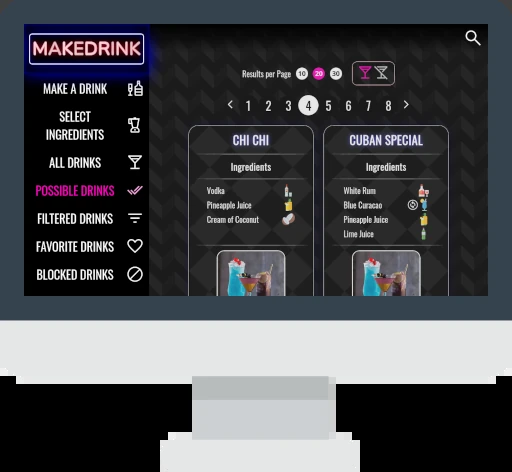 MAKEDRINK
MAKE A DRINK
SELECT
INGREDIENTS
ALL DRINKS
POSSIBLE DRINKS
FILTERED DRINKS
FAVORITE DRINKS
BLOCKED DRINKS
Results per Page 10 20 30
1 2 3 4 5 6 7 8
CHI CHI
Ingredients
Vodka
Pineapple Juice
Cream of Coconut
CUBAN SPECIAL
Ingredients
White Rum
Blue Curacao
Pineapple Juice
Lime Juice